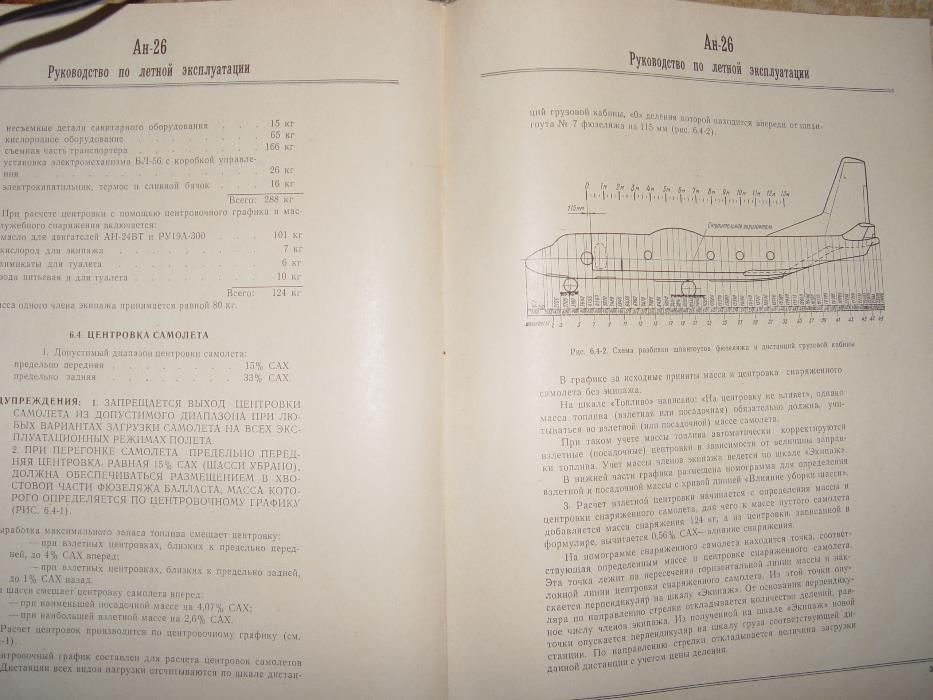 Ан-26
Руководство по летной эксплуатации
несъемные детали санитарного оборудования . . . 15 кг
кислородное оборудование . . . . . . . 65 кг
съемная часть транспортера . . . . . . 166 кг
установка электромеханизма БЛ-56 с коробкой управле-
ния . . . . . . . . . . . . 26 кг
электрокипятильник, термос и сливной бачок . . . 16 кг
Всего: 288 кг
При расчете центровки с помощью центровочного графика в мас-
служебного снаряжения включается:
масло для двигателей АИ-24ВТ и РУ19А-300 . . . 101 кг
кислород для экипажа . . . . . . . 7 кг
химикаты для туалета . . . . . . . 6 кг
вода питьевая и для туалета . . . . . . 10 кг
Всего: 124 кг
масса одного члена экипажа принимается равной 80 кг.
6.4. ЦЕНТРОВКА САМОЛЕТА
1. Допустимый диапазон центровки самолета:
предельно передняя . . . . . . . . 15% САХ
предельно задняя . . . . . . . . 33% САХ.
ДУПРЕЖДЕНИЯ: 1. ЗАПРЕЩАЕТСЯ ВЫХОД ЦЕНТРОВКИ
САМОЛЕТА ИЗ ДОПУСТИМОГО ДИАПАЗОНА ПРИ ЛЮ-
БЫХ ВАРИАНТАХ ЗАГРУЗКИ САМОЛЕТА НА ВСЕХ ЭКС-
ПЛУАТАЦИОННЫХ РЕЖИМАХ ПОЛЕТА.
2. ПРИ ПЕРЕГОНКЕ САМОЛЕТА ПРЕДЕЛЬНО ПЕРЕД-
НЯЯ ЦЕНТРОВКА, РАВНАЯ 15% САХ (ШАССИ УБРАНО),
ДОЛЖНА ОБЕСПЕЧИВАТЬСЯ РАЗМЕЩЕНИЕМ В ХВО-
СТОВОЙ ЧАСТИ ФЮЗЕЛЯЖА БАЛЛАСТА, МАССА КОТО-
РОГО ОПРЕДЕЛЯЕТСЯ ПО ЦЕНТРОВОЧНОМУ ГРАФИКУ
(РИС. 6.4-1).
Выработка максимального запаса топлива смещает центровку:
— при взлетных центровках, близких к предельно перед-
ней, до 4% САХ вперед;
— при взлетных центровках, близких к предельно задней,
до 1% САХ назад.
шасси смещает центровку самолета вперед:
— при наименьшей посадочной массе на 4,07% САХ;
— при наибольшей взлетной массе на 2,6% САХ.
Расчет центровок производится по центровочному графику (см.
-1).
нтровочный график составлен для расчета центровок самолетов
Дистанции всех видов нагрузки отсчитываются по шкале дистан-
Ан-26
Руководство по летной эксплуатации
ций грузовой кабины, «0» деления которой находится впереди от шпан-
гоута № 7 фюзеляжа на 115 мм (рис. 6.4-2).
0 1м 2м 3м 4м 5м 6м 7м 8м 9м 10м 11м 12м 13м
115мм
Строительная горизонталь
Рис. 6.4-2. Схема разбивки шпангоутов фюзеляжа и дистанций грузовой кабины
В графике за исходные приняты масса и центровка снаряженного
самолета без экипажа.
На шкале «Топливо» написано: «На центровку не влияет», однако
масса топлива (взлетная или посадочная) обязательно должна, учи-
тываться во взлетной (или посадочной) массе самолета.
При таком учете массы топлива автоматически корректируются
взлетные (посадочные) центровки в зависимости от величины заправ-
ки топлива. Учет массы членов экипажа ведется по шкале «Экипаж».
В нижней части графика размещена номограмма для определения
взлетной и посадочной массы с кривой линией «Влияние уборки шасси».
3. Расчет взлетной центровки начинается с определения массы и
центровки снаряженного самолета, для чего к массе пустого самолета
добавляется масса снаряжения 124 кг, а из центровки, записанной в
формуляре, вычитается 0,56% САХ—влияние снаряжения.
На номограмме снаряженного самолета находится точка, соответ-
ствующая определенным массе и центровке снаряженного самолета.
Эта точка лежит на пересечении горизонтальной линии массы и нак-
лонной линии центровки снаряженного самолета. Из этой точки опу-
скается перпендикуляр на шкалу «Экипаж». От основания перпендику-
ляра по направлению стрелки откладывается количество делений, рав-
ное числу членов экипажа. Из полученной на шкале «Экипаж» новой
точки опускается перпендикуляр на шкалу груза соответствующей ди-
станции. По направлению стрелки откладывается величина загрузки
данной дистанции с учетом цены деления.